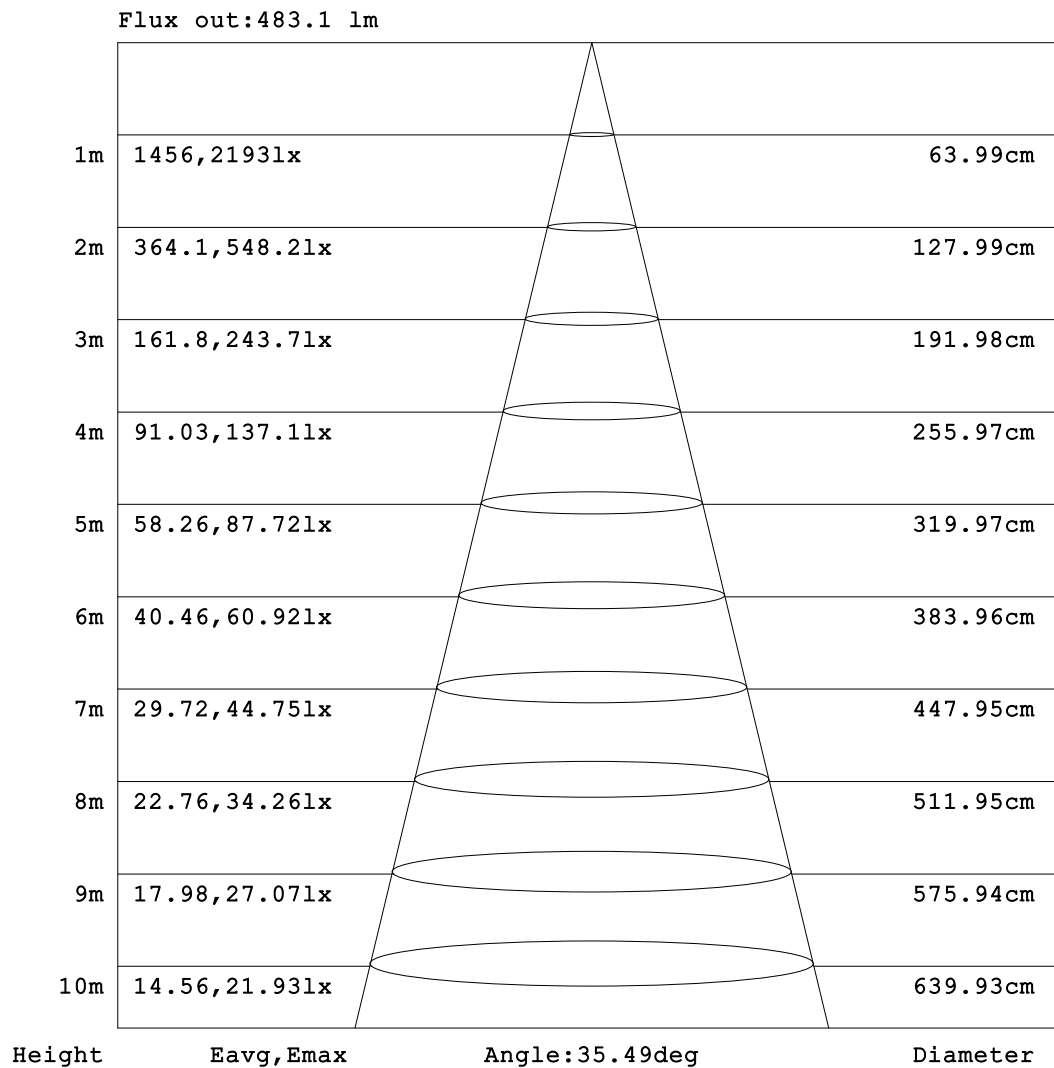 Flux out:483.1 lm
1m 1456,2193lx 63.99cm
2m 364.1,548.2lx 127.99cm
3m 161.8,243.7lx 191.98cm
4m 91.03,137.1lx 255.97cm
5m 58.26,87.72lx 319.97cm
6m 40.46,60.92lx 383.96cm
7m 29.72,44.75lx 447.95cm
8m 22.76,34.26lx 511.95cm
9m 17.98,27.07lx 575.94cm
10m 14.56,21.93lx 639.93cm
Height Eavg,Emax Angle:35.49deg Diameter